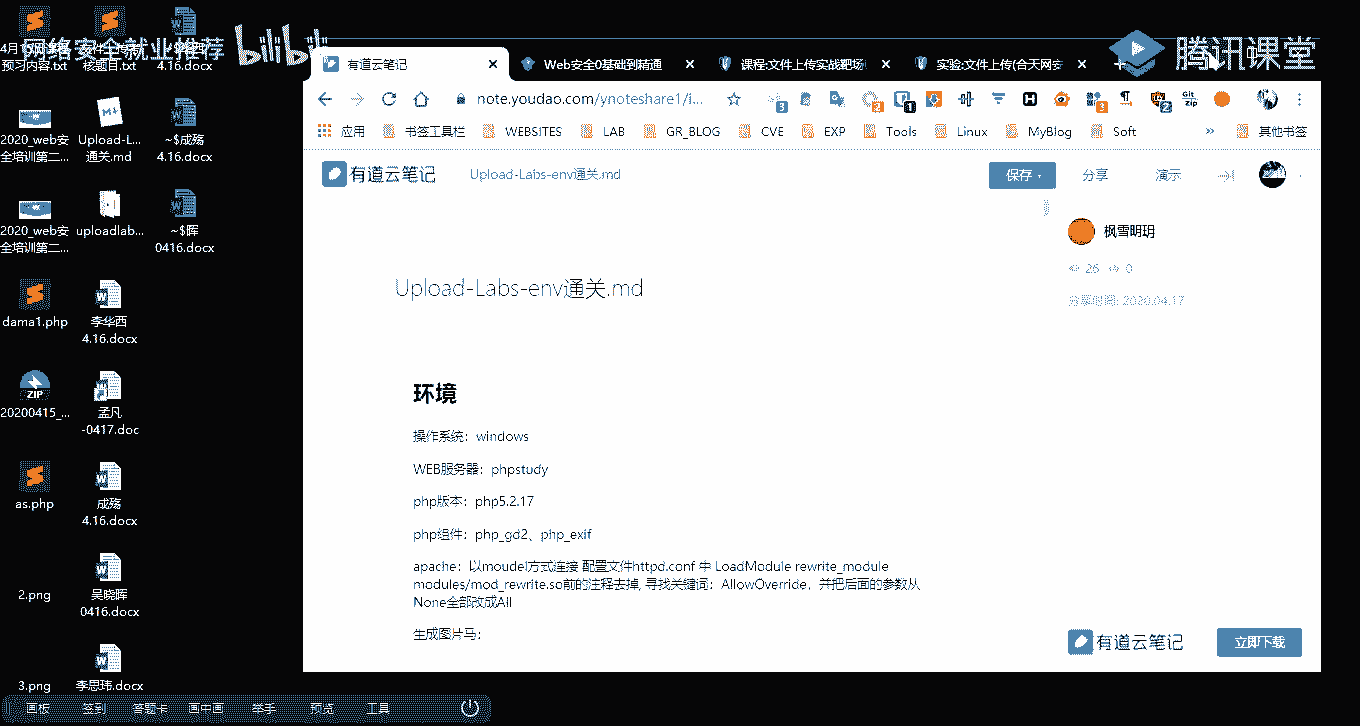 网络安全就业推荐
bilibili
腾讯课堂
预习内容.txt
核题目.txt
4.16.docx
2020_web安
全培训第二...
Upload-L...
通关.md
~$成殇
4.16.docx
2020_web安
全培训第二...
uploadlab...
~$晖
0416.docx
dama1.php
李华西
4.16.docx
20200415_...
ZIP
孟凡
-0417.doc
as.php
成殇
4.16.docx
2.png
吴晓晖
0416.docx
3.png
李思玮.docx
画板
签到
答题卡
画中画
举手
预览
工具
有道云笔记
Web安全0基础到精通
课程:文件上传实战靶场
实验:文件上传(合天网安
note.youdao.com/ynoteshare1/i...
应用
书签工具栏
WEBSITES
LAB
GR_BLOG
CVE
EXP
Tools
Linux
MyBlog
Soft
»
其他书签
有道云笔记
Upload-Labs-env通关.md
保存
分享
演示
枫雪明玥
26
0
分享时间: 2020.04.17
Upload-Labs-env通关.md
环境
操作系统：windows
WEB服务器：phpstudy
php版本：php5.2.17
php组件：php_gd2、php_exif
apache：以moudel方式连接 配置文件httpd.conf 中 LoadModule rewrite_module
modules/mod_rewrite.so前的注释去掉, 寻找关键词：AllowOverride，并把后面的参数从
None全部改成All
生成图片马：
有道云笔记
立即下载